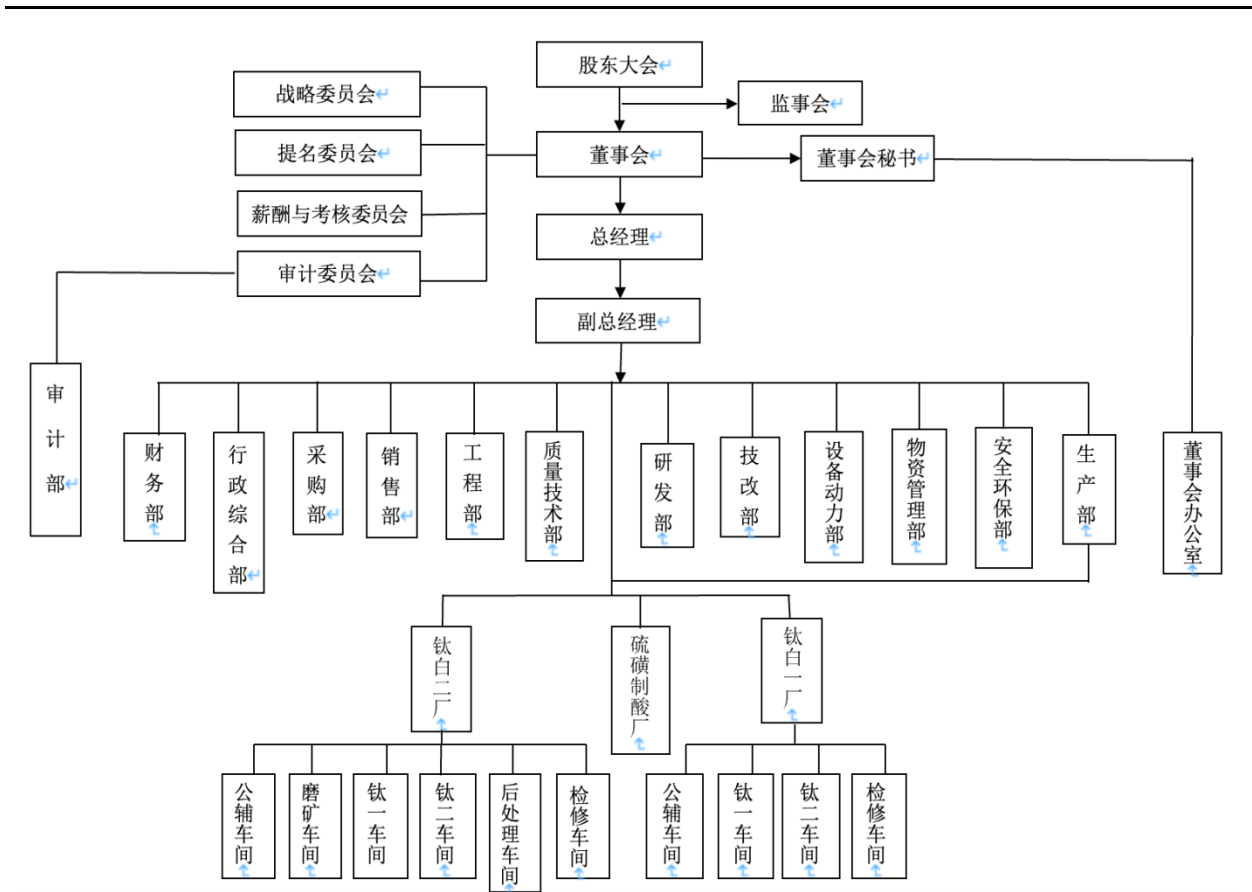 股东大会
战略委员会
监事会
提名委员会
董事会
董事会秘书
薪酬与考核委员会
总经理
审计委员会
副总经理
审计部
财务部
行政综合部
采购部
销售部
工程部
质量技术部
研发部
技改部
设备动力部
物资管理部
安全环保部
生产部
董事会办公室
钛白二厂
硫磺制酸厂
钛白一厂
公辅车间
磨矿车间
钛一车间
钛二车间
后处理车间
检修车间
公辅车间
钛一车间
钛二车间
检修车间